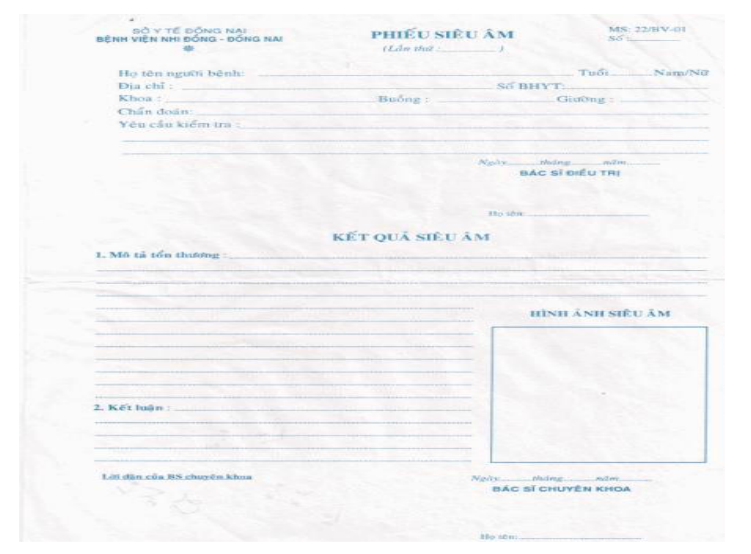 SỞ Y TẾ ĐỒNG NAI
BỆNH VIỆN NHI ĐỒNG - ĐỒNG NAI
PHIẾU SIÊU ÂM
(Lần thứ : )
MS: 22/BV-01
Số :
Họ tên người bệnh: Tuổi Nam/Nữ
Địa chỉ : Số BHYT:
Khoa : Buồng : Giường :
Chẩn đoán:
Yêu cầu kiểm tra :
Ngày tháng năm
BÁC SĨ ĐIỀU TRỊ
Họ tên:
KẾT QUẢ SIÊU ÂM
1. Mô tả tổn thương :
HÌNH ẢNH SIÊU ÂM
2. Kết luận :
Lời dặn của BS chuyên khoa
Ngày tháng năm
BÁC SĨ CHUYÊN KHOA
Họ tên: